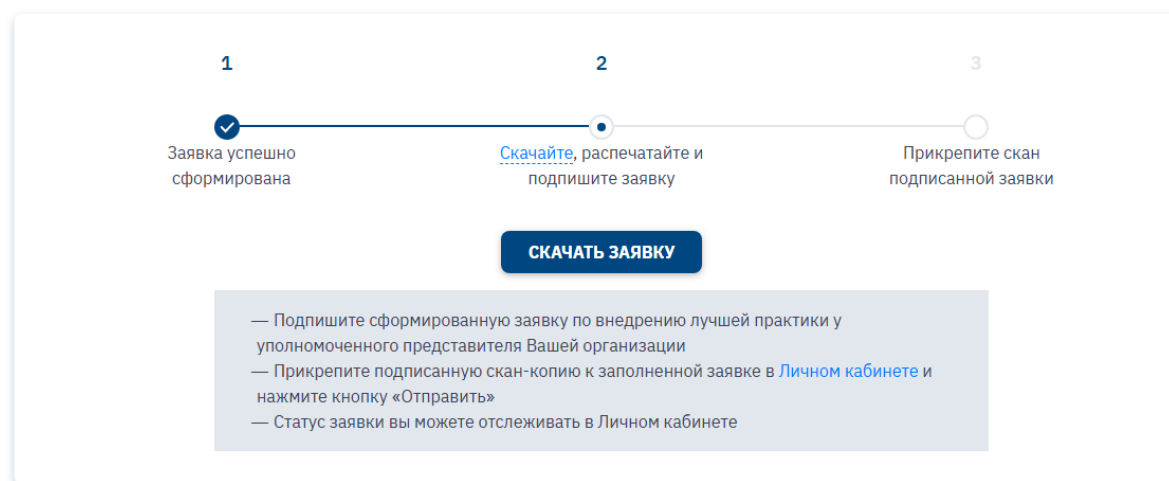 1
2
3
Заявка успешно
сформирована
Скачайте, распечатайте и
подпишите заявку
Прикрепите скан
подписанной заявки
СКАЧАТЬ ЗАЯВКУ
— Подпишите сформированную заявку по внедрению лучшей практики у
уполномоченного представителя Вашей организации
— Прикрепите подписанную скан-копию к заполненной заявке в Личном кабинете и
нажмите кнопку «Отправить»
— Статус заявки вы можете отслеживать в Личном кабинете